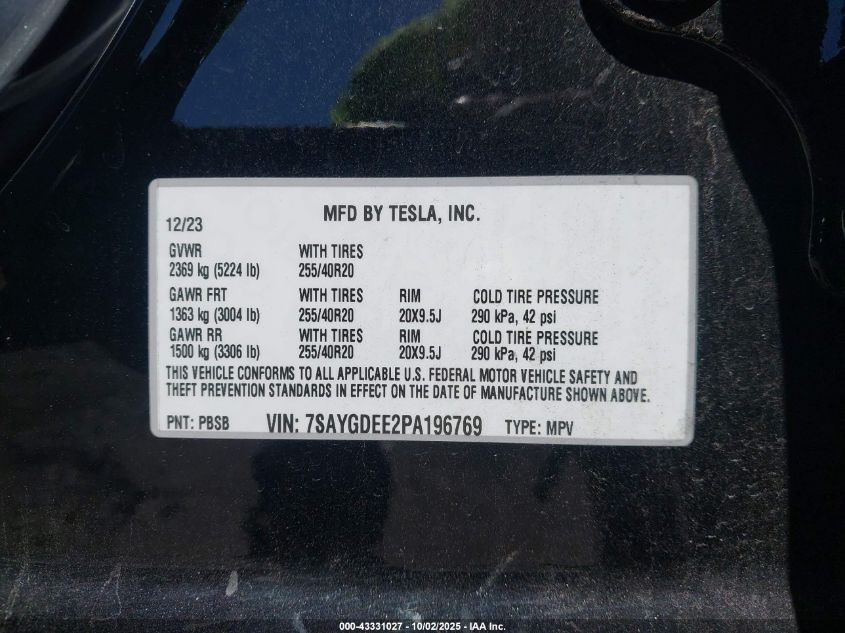 MFD BY TESLA, INC.
12/23
GVWR WITH TIRES
2369 kg (5224 lb) 255/40R20
GAWR FRT WITH TIRES RIM COLD TIRE PRESSURE
1363 kg (3004 lb) 255/40R20 20X9.5J 290 kPa, 42 psi
GAWR RR WITH TIRES RIM COLD TIRE PRESSURE
1500 kg (3306 lb) 255/40R20 20X9.5J 290 kPa, 42 psi
THIS VEHICLE CONFORMS TO ALL APPLICABLE U.S. FEDERAL MOTOR VEHICLE SAFETY AND
THEFT PREVENTION STANDARDS IN EFFECT ON THE DATE OF MANUFACTURE SHOWN ABOVE.
PNT: PBSB VIN: 7SAYGDEE2PA196769 TYPE: MPV
000-43331027 - 10/02/2025 - IAA Inc.